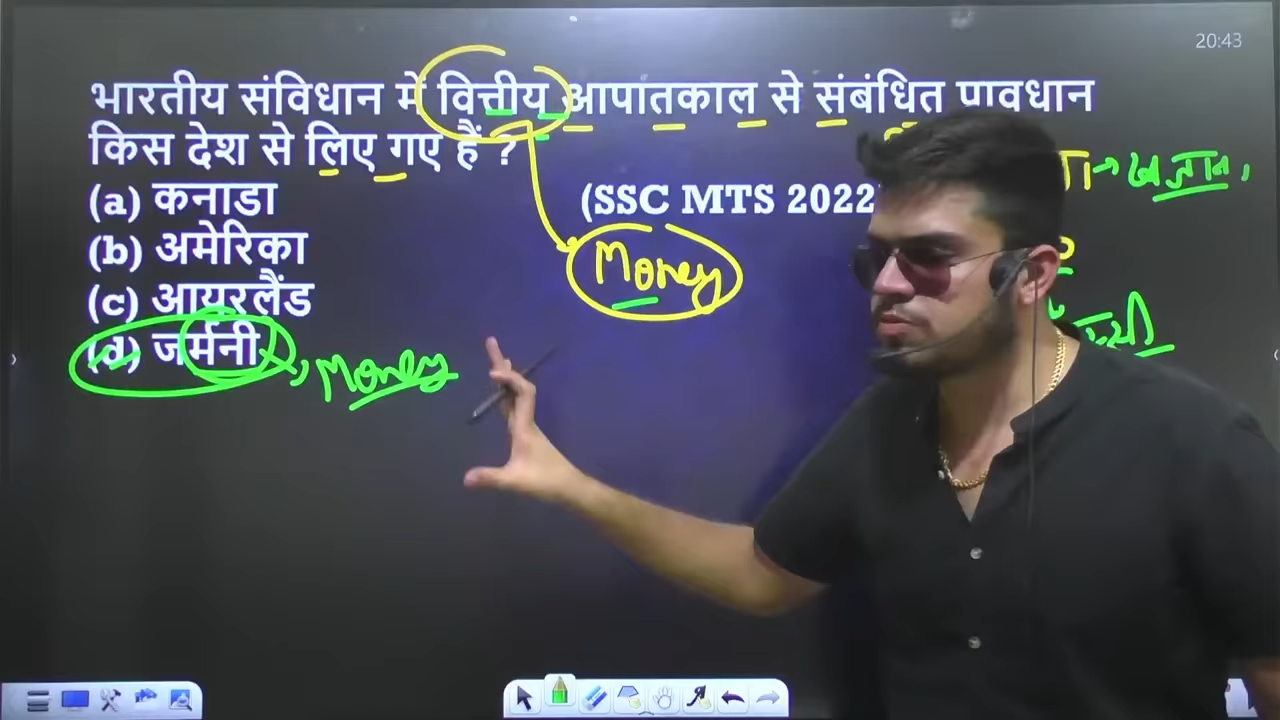 20:43
भारतीय संविधान में वित्तीय आपातकाल से संबंधित प्रावधान
किस देश से लिए गए हैं ?
(a) कनाडा
(SSC MTS 2022
(b) अमेरिका
Money
(c) आयरलैंड
(d) जर्मनी
Money